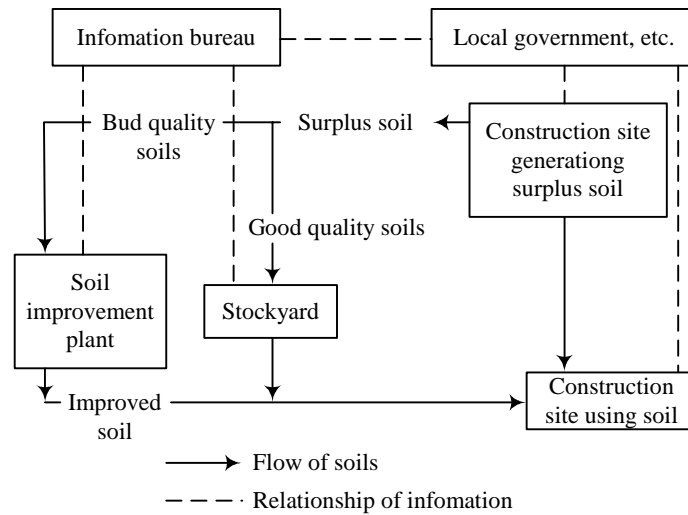 Infomation bureau
Local government, etc.
Bud quality
soils
Surplus soil
Construction site
generationg
surplus soil
Good quality soils
Soil
improvement
plant
Stockyard
Improved
soil
Construction
site using soil
Flow of soils
Relationship of infomation